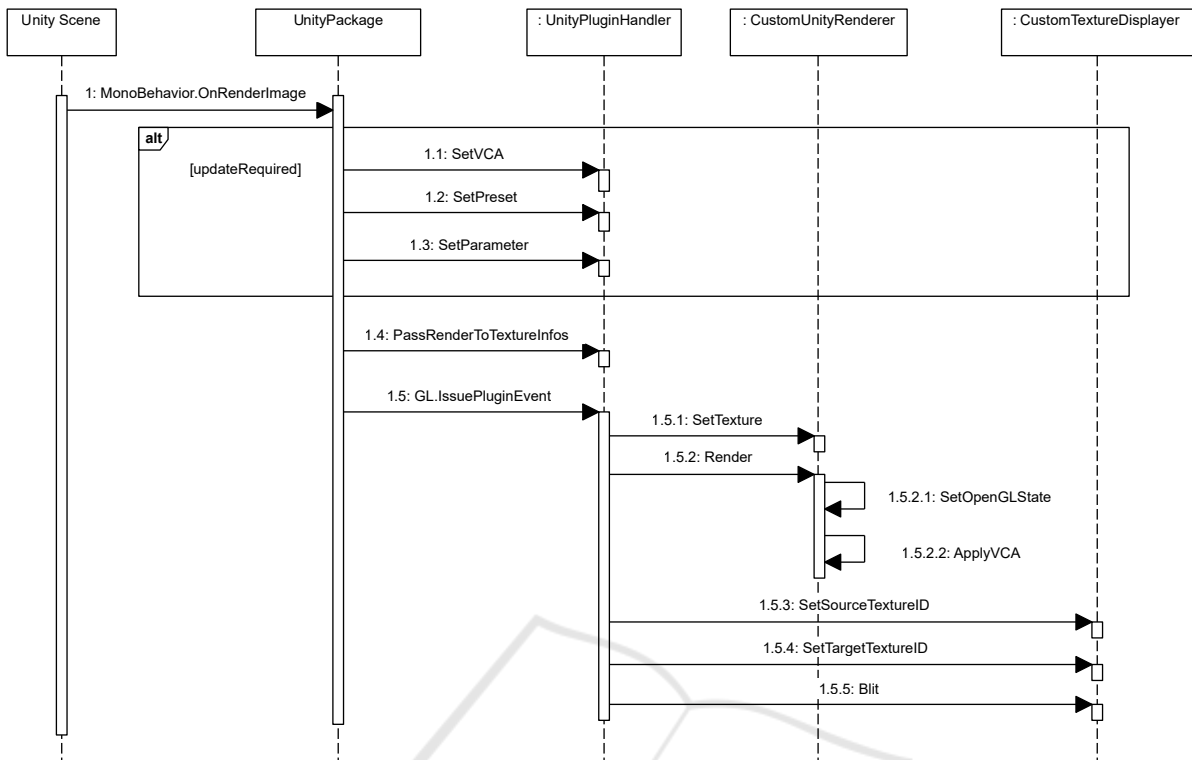 Unity Scene
UnityPackage
: UnityPluginHandler
: CustomUnityRenderer
: CustomTextureDisplayer
1: MonoBehavior.OnRenderImage
alt
[updateRequired]
1.1: SetVCA
1.2: SetPreset
1.3: SetParameter
1.4: PassRenderToTextureInfos
1.5: GL.IssuePluginEvent
1.5.1: SetTexture
1.5.2: Render
1.5.2.1: SetOpenGLState
1.5.2.2: ApplyVCA
1.5.3: SetSourceTextureID
1.5.4: SetTargetTextureID
1.5.5: Blit